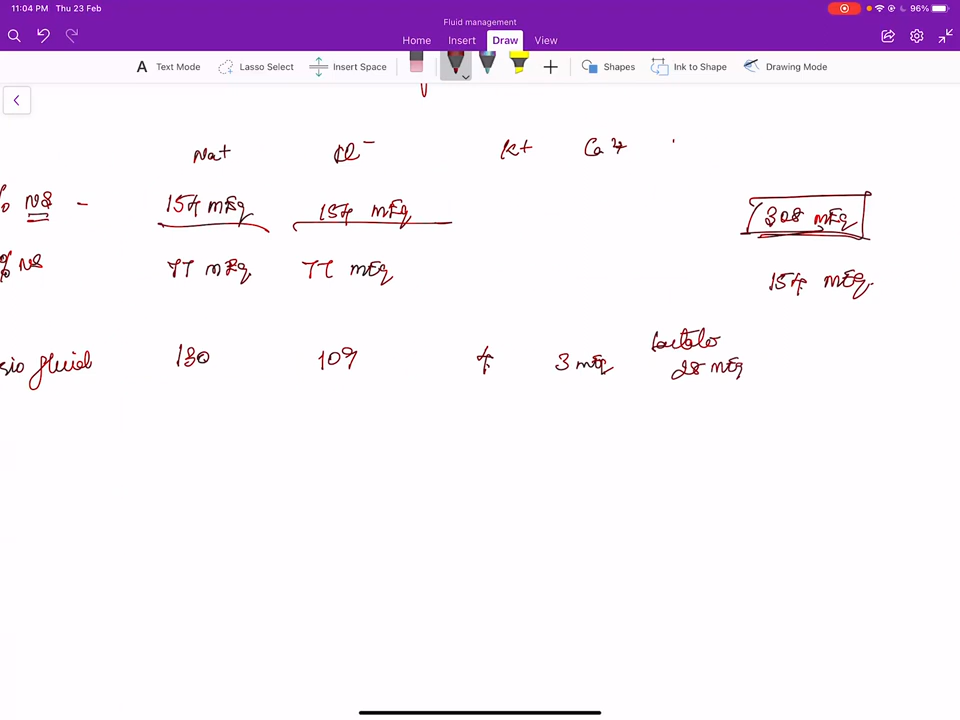 11:04 PM Thu 23 Feb 96%
Fluid management
Home Insert Draw View
A Text Mode Lasso Select Insert Space + Shapes Ink to Shape Drawing Mode
Na+ Cl⁻ K+ Ca²⁺
% NS - 154 mEq 154 mEq 308 mEq
% NS 77 mEq 77 mEq 154 mEq
fluid 130 109 4 3 mEq lactate
28 mEq